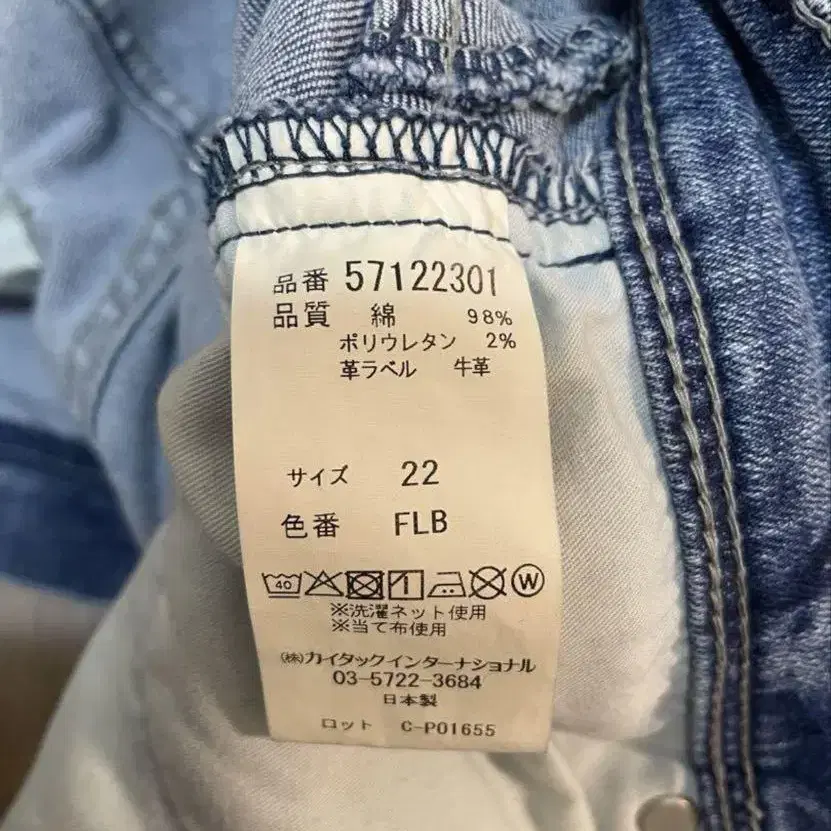 品番 57122301
品質 綿 98%
ポリウレタン 2%
革ラベル 牛革
サイズ 22
色番 FLB
40 W
※洗濯ネット使用
※当て布使用
㈱カイタックインターナショナル
03-5722-3684
日本製
ロット C-P01655